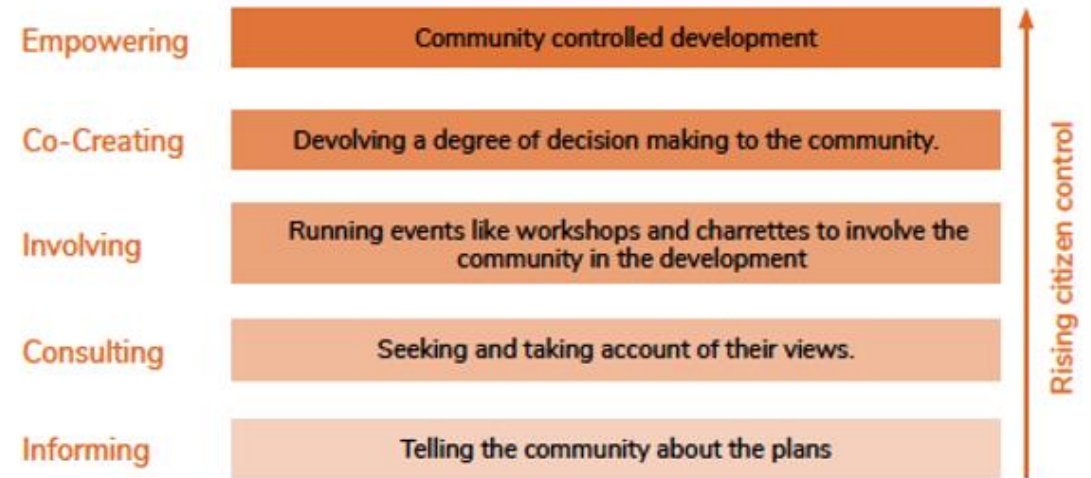 Empowering
Community controlled development
Co-Creating
Devolving a degree of decision making to the community.
Involving
Running events like workshops and charrettes to involve the
community in the development
Consulting
Seeking and taking account of their views.
Informing
Telling the community about the plans
Rising citizen control